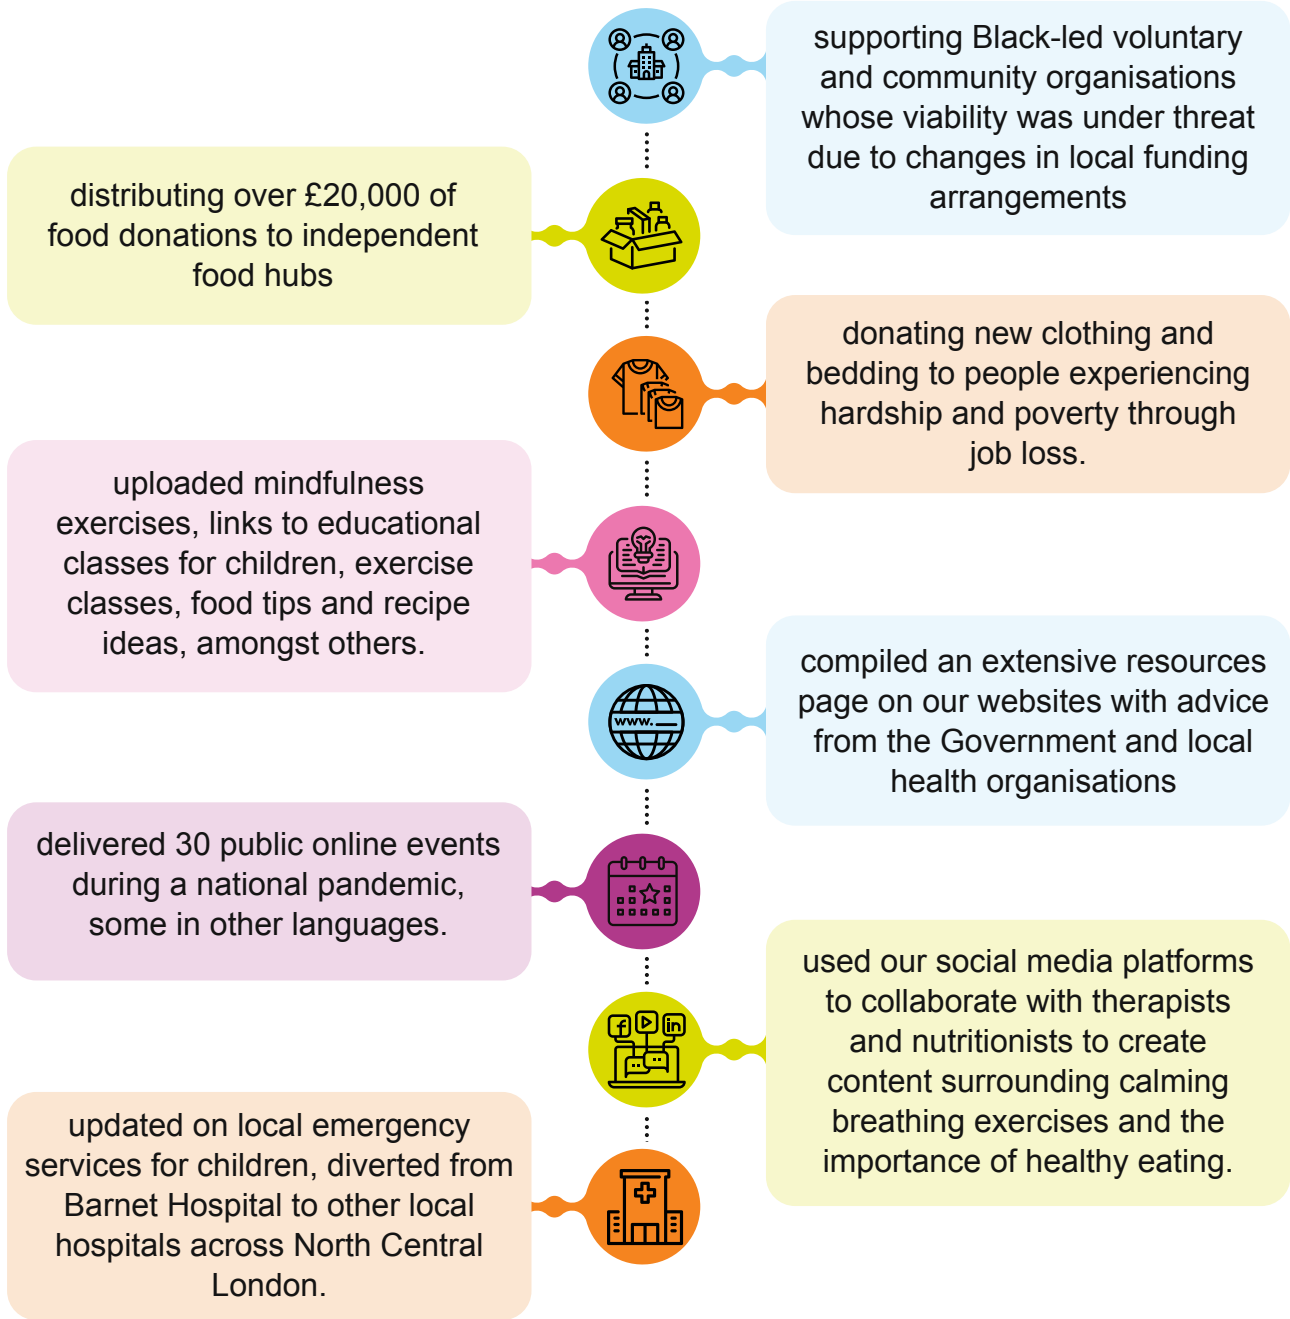 supporting Black-led voluntary
and community organisations
whose viability was under threat
due to changes in local funding
arrangements
distributing over £20,000 of
food donations to independent
food hubs
donating new clothing and
bedding to people experiencing
hardship and poverty through
job loss.
uploaded mindfulness
exercises, links to educational
classes for children, exercise
classes, food tips and recipe
ideas, amongst others.
compiled an extensive resources
page on our websites with advice
from the Government and local
health organisations
www.
delivered 30 public online events
during a national pandemic,
some in other languages.
used our social media platforms
to collaborate with therapists
and nutritionists to create
content surrounding calming
breathing exercises and the
importance of healthy eating.
f
in
updated on local emergency
services for children, diverted from
Barnet Hospital to other local
hospitals across North Central
London.